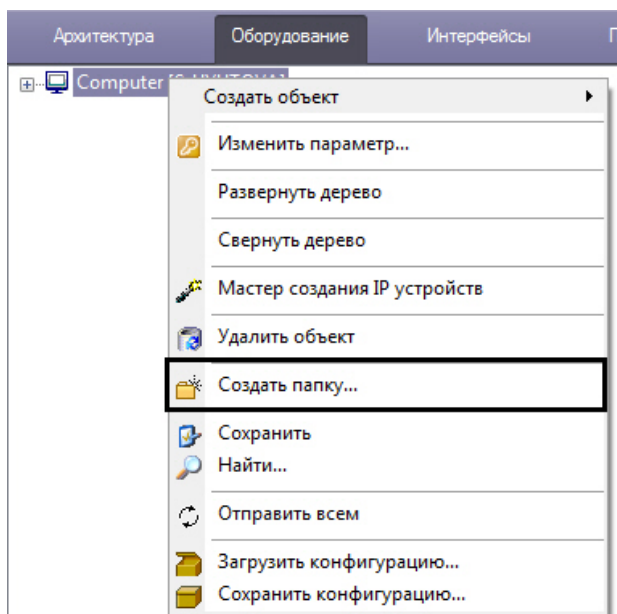 Архитектура Оборудование Интерфейсы
Computer
Создать объект
Изменить параметр...
Развернуть дерево
Свернуть дерево
Мастер создания IP устройств
Удалить объект
Создать папку...
Сохранить
Найти...
Отправить всем
Загрузить конфигурацию...
Сохранить конфигурацию...